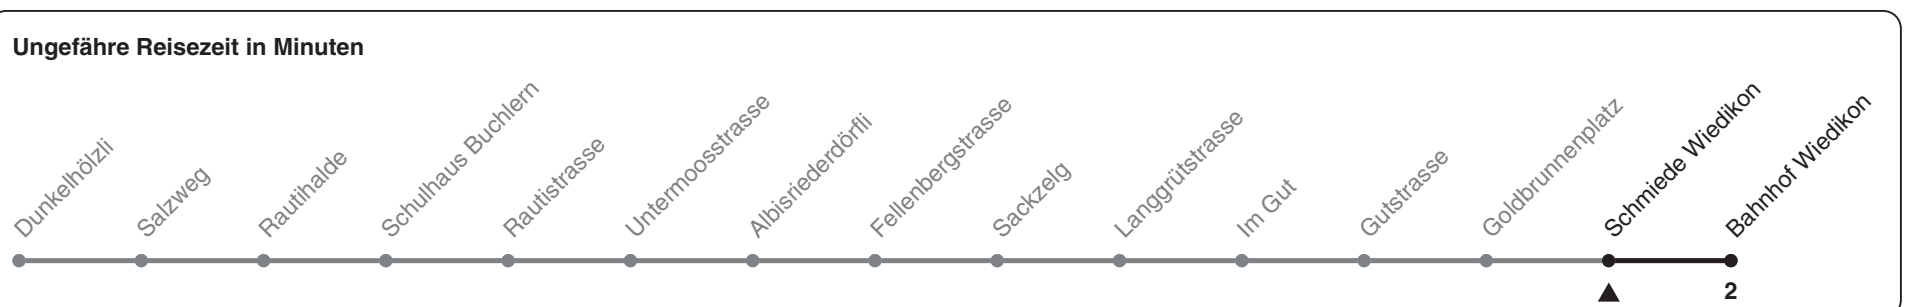 Ungefähre Reisezeit in Minuten
Dunkelhölzli
Salzweg
Rautihalde
Schulhaus Buchlern
Rautistrasse
Untermoosstrasse
Albisriederdörfli
Fellenbergstrasse
Sackzelg
Langgrütstrasse
Im Gut
Gutstrasse
Goldbrunnenplatz
Schmiede Wiedikon
Bahnhof Wiedikon
2